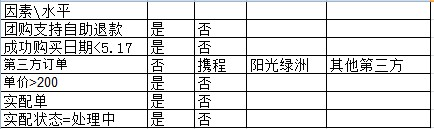 因素\水平
团购支持自助退款 是 否
成功购买日期<5.17 是 否
第三方订单 否 携程 阳光绿洲 其他第三方
单价>200 是 否
实配单 是 否
实配状态=处理中 是 否